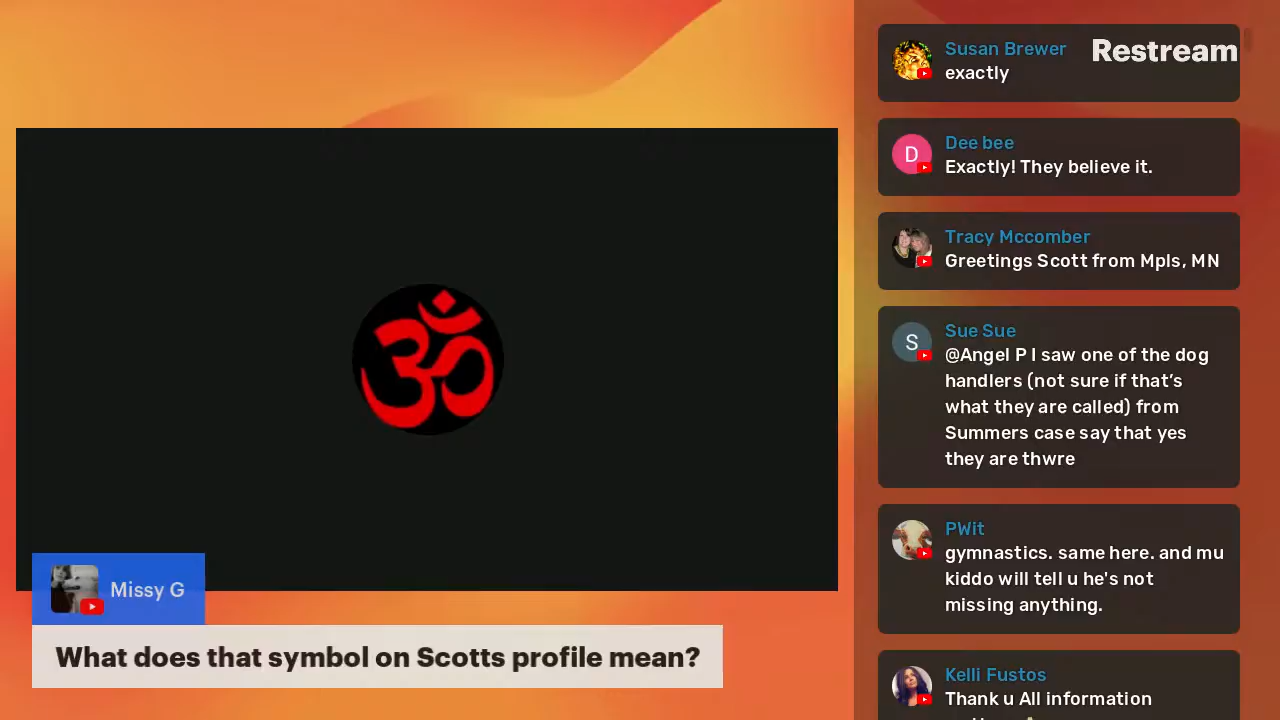 Susan Brewer
Restream
exactly
D
Dee bee
Exactly! They believe it.
Tracy Mccomber
Greetings Scott from Mpls, MN
S
Sue Sue
@Angel P I saw one of the dog
handlers (not sure if that’s
what they are called) from
Summers case say that yes
they are thwre
PWit
gymnastics. same here. and mu
kiddo will tell u he's not
missing anything.
Kelli Fustos
Thank u All information
ॐ
Missy G
What does that symbol on Scotts profile mean?